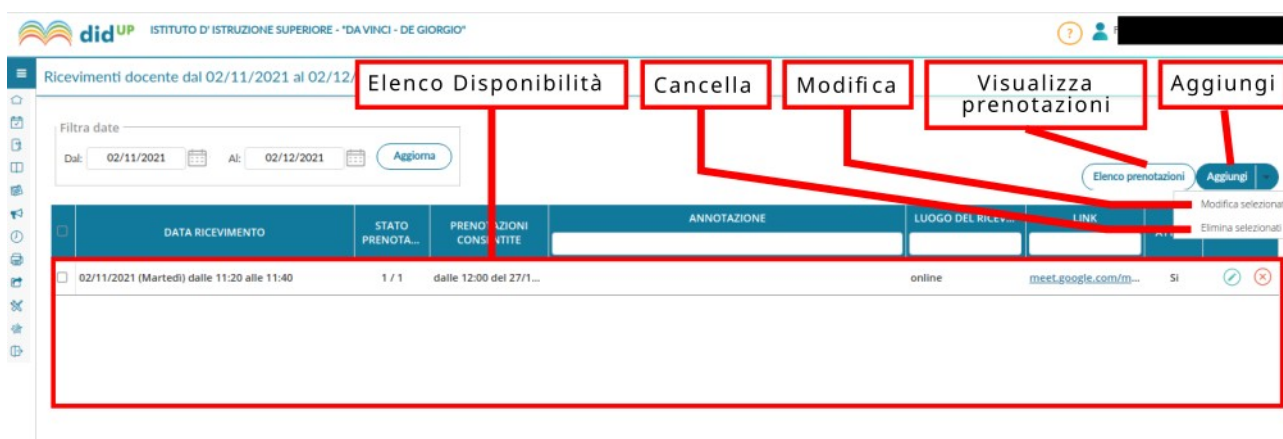 didUP ISTITUTO D' ISTRUZIONE SUPERIORE - "DA VINCI - DE GIORGIO"
?
Ricevimenti docente dal 02/11/2021 al 02/12/
Elenco Disponibilità
Cancella
Modifica
Visualizza
prenotazioni
Aggiungi
Filtra date
Dal: 02/11/2021 Al: 02/12/2021 Aggiorna
Elenco prenotazioni Aggiungi
Modifica selezionat
Elimina selezionati
DATA RICEVIMENTO
STATO
PRENOTA...
PRENOTAZIONI
CONSENTITE
ANNOTAZIONE
LUOGO DEL RICEV...
LINK
02/11/2021 (Martedì) dalle 11:20 alle 11:40 1 / 1 dalle 12:00 del 27/1... online meet.google.com/m... Si